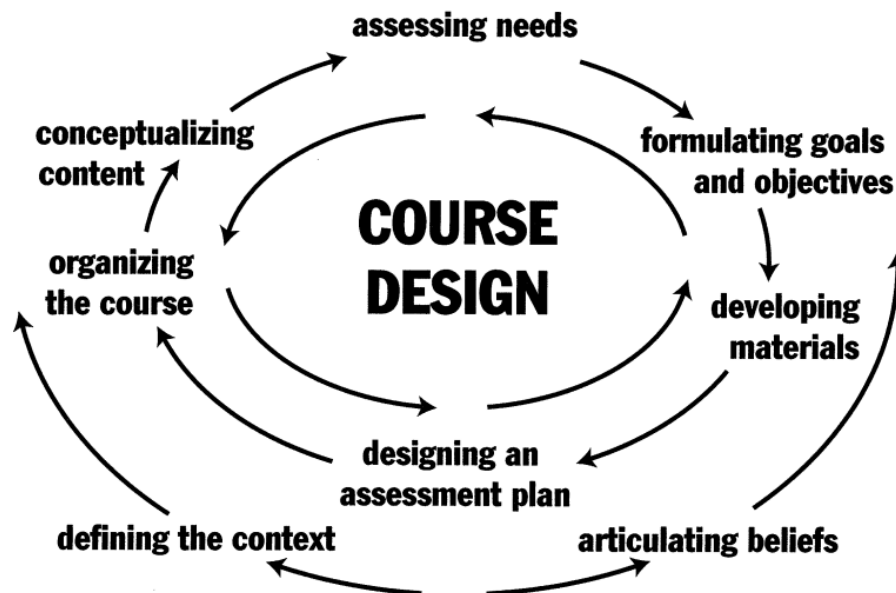 assessing needs
conceptualizing
content
formulating goals
and objectives
COURSE
DESIGN
organizing
the course
developing
materials
designing an
assessment plan
defining the context
articulating beliefs